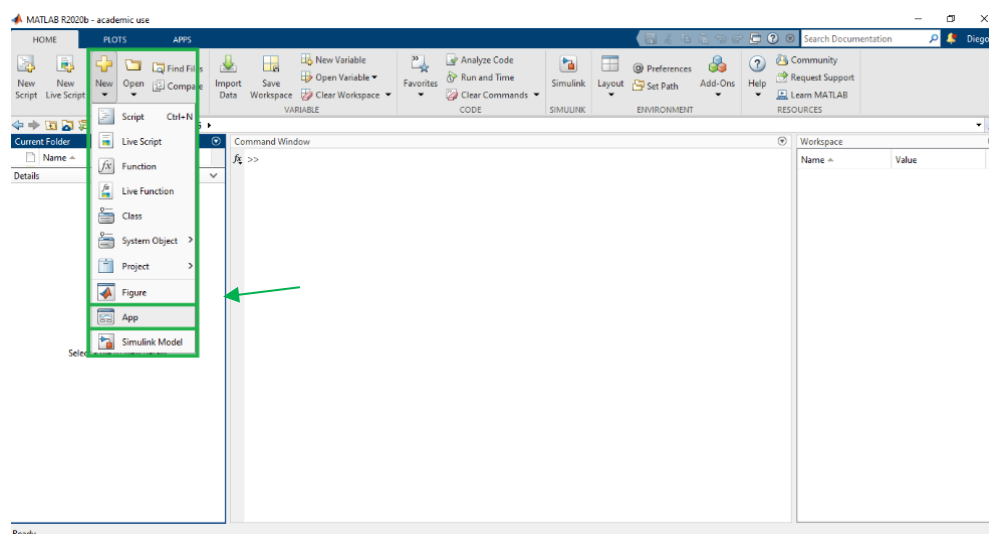 MATLAB R2020b - academic use
HOME PLOTS APPS
Search Documentation
Diego
New Script
New Live Script
New
Open
Find Files
Compare
Import Data
Save Workspace
New Variable
Open Variable
Clear Workspace
VARIABLE
Favorites
Analyze Code
Run and Time
Clear Commands
CODE
Simulink
SIMULINK
Layout
Preferences
Set Path
Add-Ons
ENVIRONMENT
Help
Community
Request Support
Learn MATLAB
RESOURCES
Current Folder
Name
Details
Script Ctrl+N
Live Script
Function
Live Function
Class
System Object
Project
Figure
App
Simulink Model
Command Window
fx >>
Workspace
Name Value
Ready